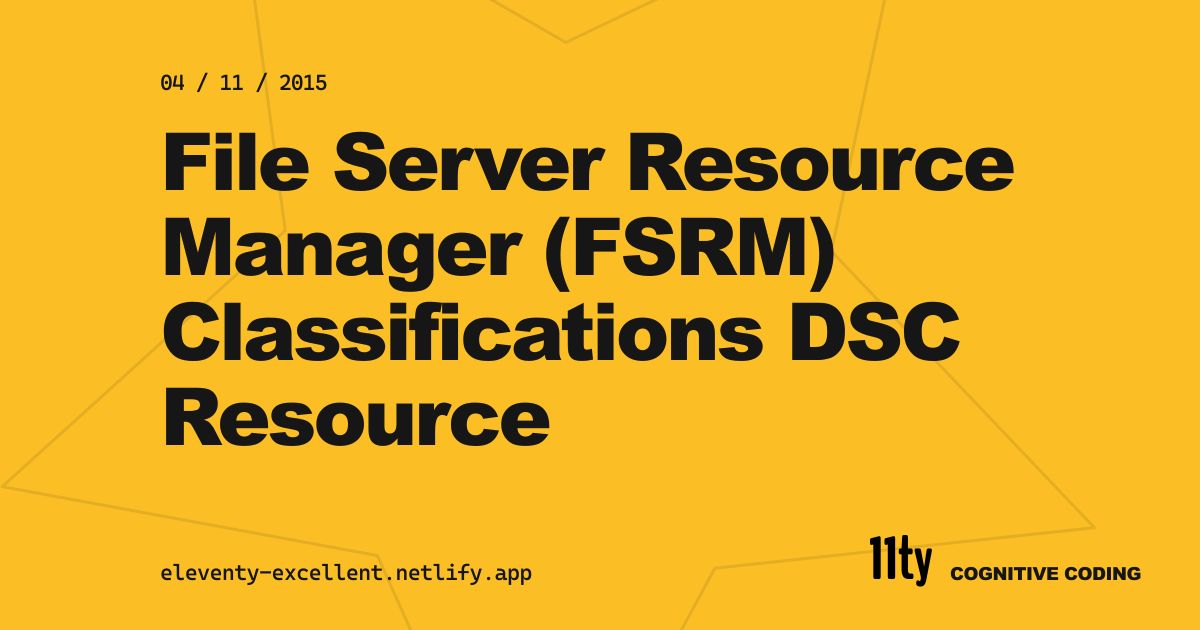 04 / 11 / 2015
File Server Resource
Manager (FSRM)
Classifications DSC
Resource
eleventy-excellent.netlify.app
11ty
COGNITIVE CODING